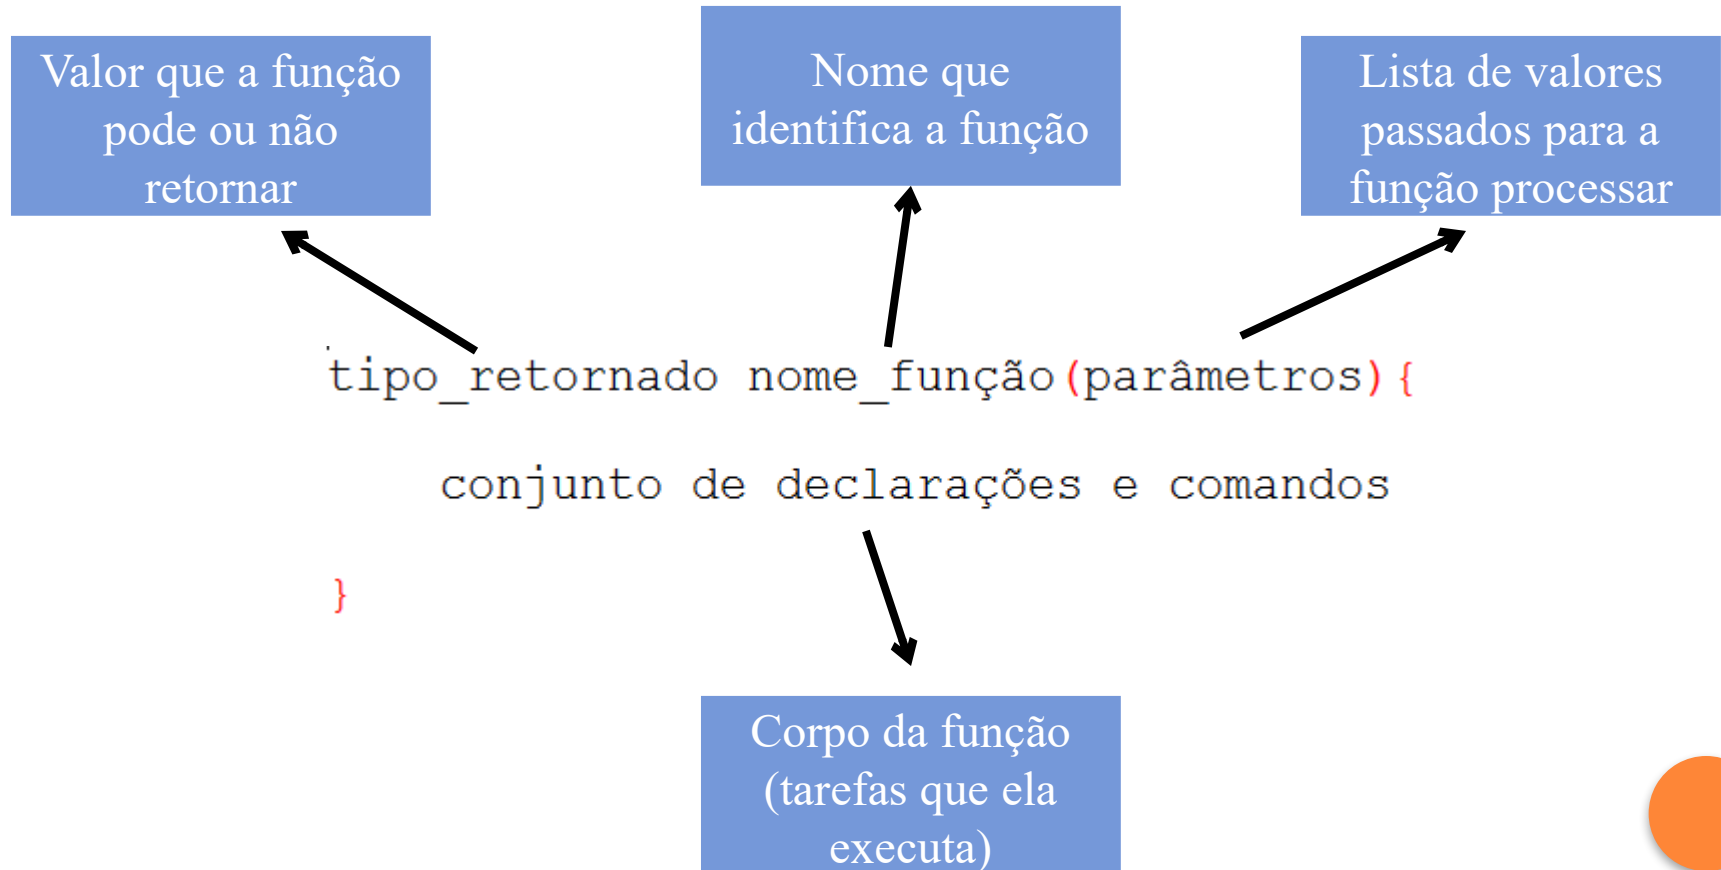 Valor que a função
pode ou não
retornar
Nome que
identifica a função
Lista de valores
passados para a
função processar
tipo_retornado nome_função(parâmetros){
conjunto de declarações e comandos
}
Corpo da função
(tarefas que ela
executa)